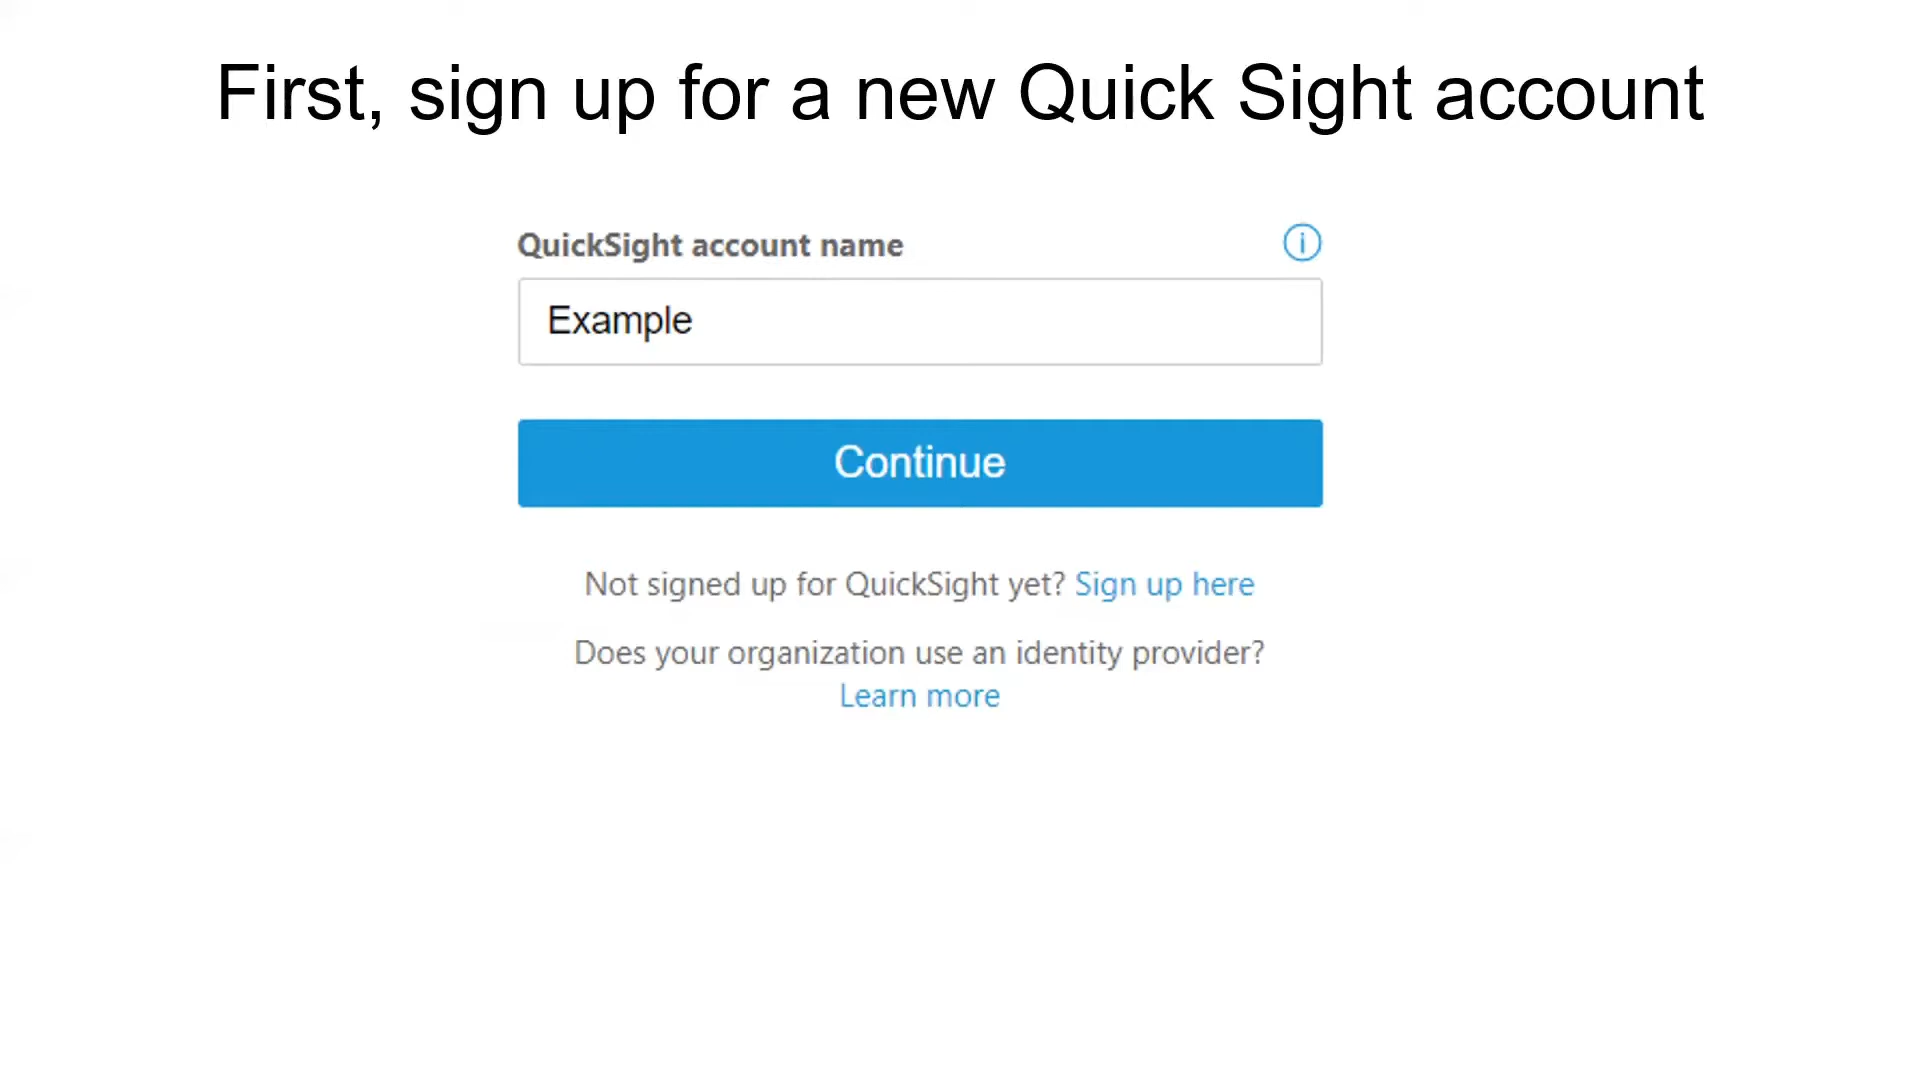 First, sign up for a new Quick Sight account
QuickSight account name
Example
Continue
Not signed up for QuickSight yet? Sign up here
Does your organization use an identity provider?
Learn more